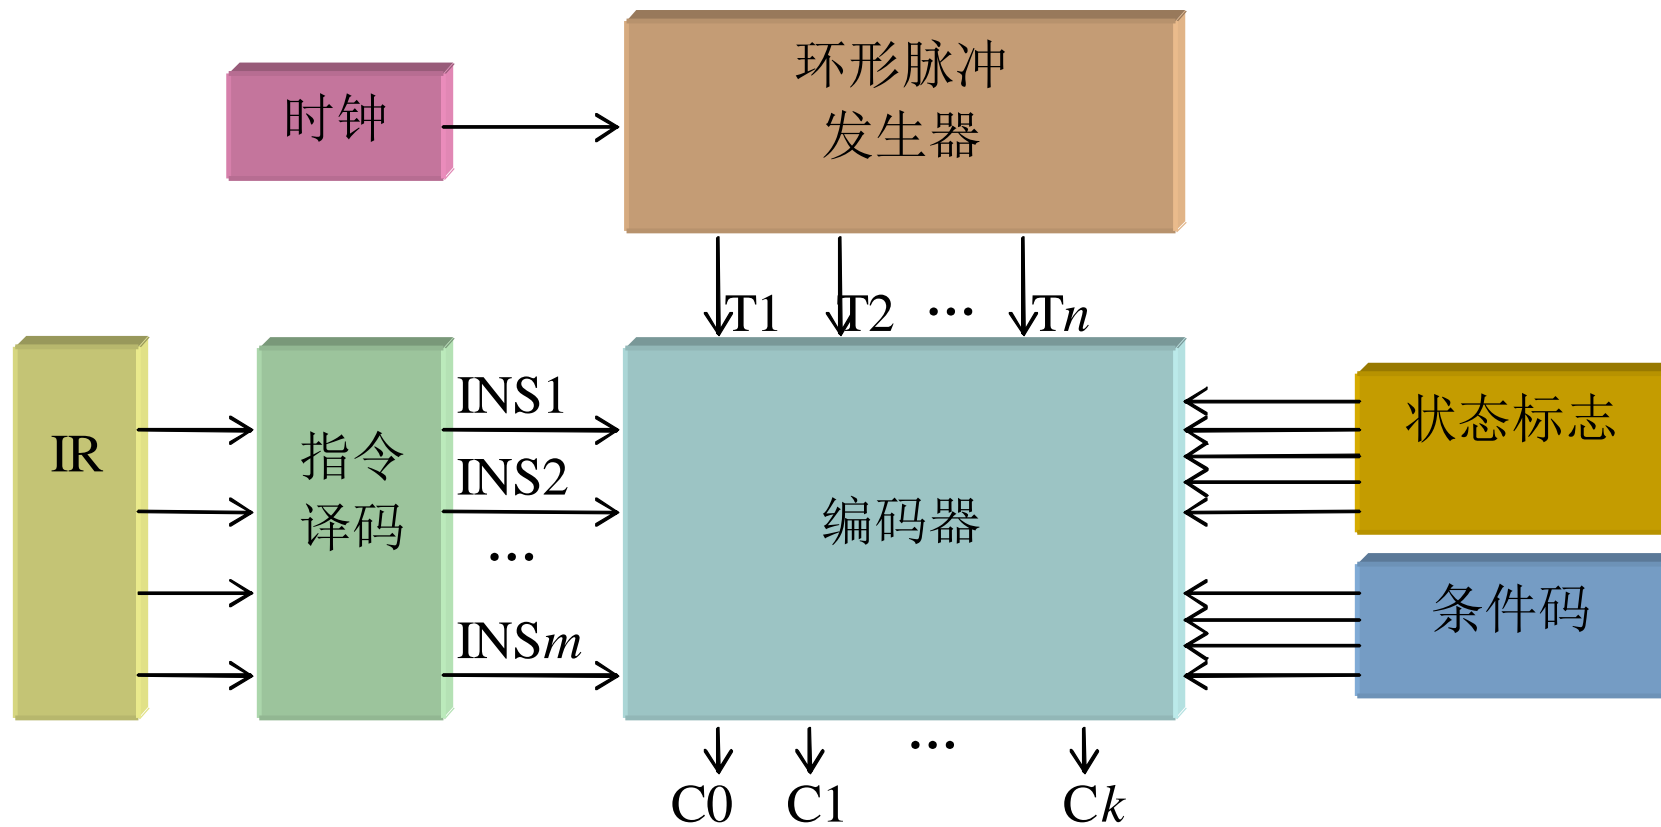 环形脉冲
发生器
时钟
T1 T2 … Tn
IR
指令
译码
INS1
INS2
…
INSm
编码器
状态标志
条件码
…
C0 C1 Ck